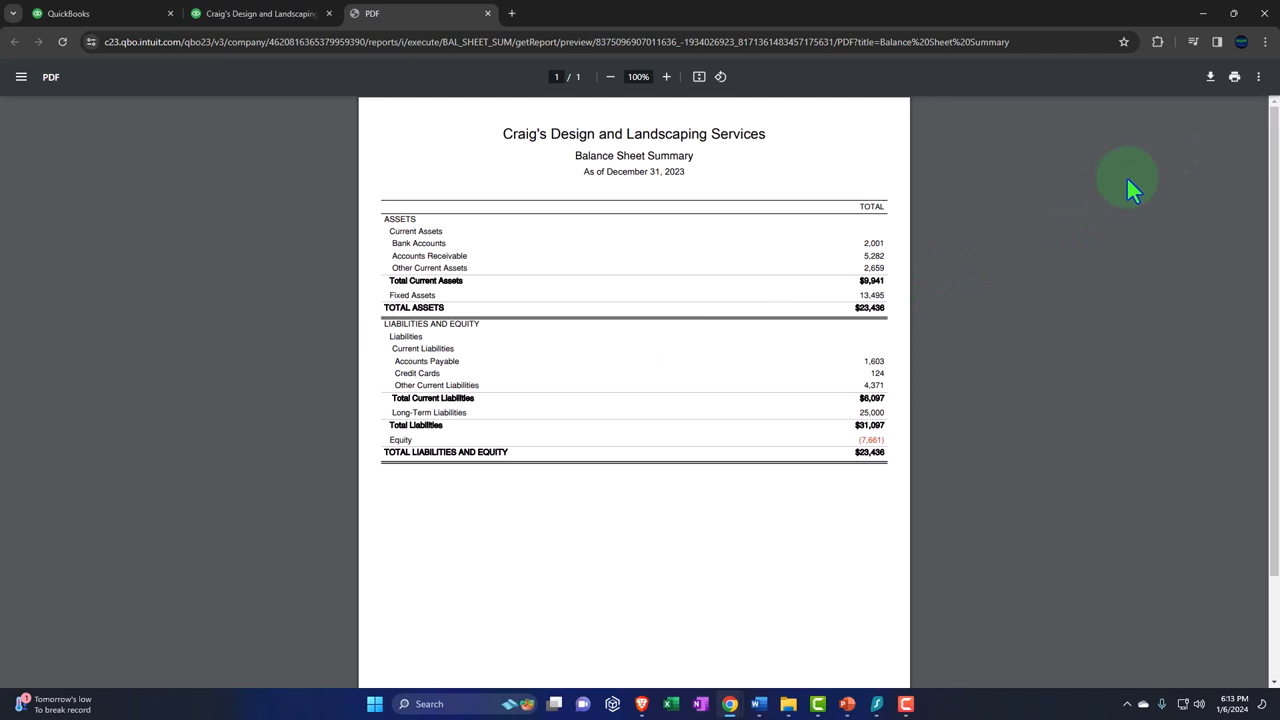 QuickBooks
Craig's Design and Landscaping
PDF
c23.qbo.intuit.com/qbo23/v3/company/4620816365379959390/reports/i/execute/BAL_SHEET_SUM/getReport/preview/8375096907011636_-1934026923_8171361483457175631/PDF?title=Balance%20Sheet%20Summary
PDF
1 / 1
100%
Craig's Design and Landscaping Services
Balance Sheet Summary
As of December 31, 2023
TOTAL
ASSETS
Current Assets
Bank Accounts 2,001
Accounts Receivable 5,282
Other Current Assets 2,659
Total Current Assets $9,941
Fixed Assets 13,495
TOTAL ASSETS $23,436
LIABILITIES AND EQUITY
Liabilities
Current Liabilities
Accounts Payable 1,603
Credit Cards 124
Other Current Liabilities 4,371
Total Current Liabilities $6,097
Long-Term Liabilities 25,000
Total Liabilities $31,097
Equity (7,661)
TOTAL LIABILITIES AND EQUITY $23,436
1
Tomorrow's low
To break record
Search
6:13 PM
1/6/2024